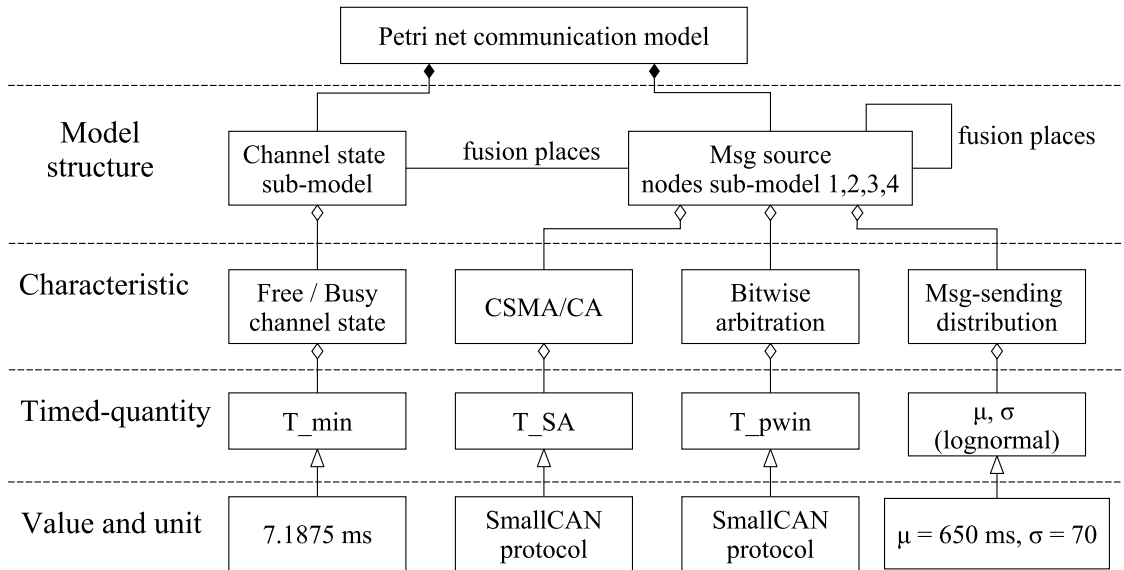 Petri net communication model
Model
structure
Channel state
sub-model
fusion places
Msg source
nodes sub-model 1,2,3,4
fusion places
Characteristic
Free / Busy
channel state
CSMA/CA
Bitwise
arbitration
Msg-sending
distribution
Timed-quantity
T_min
T_SA
T_pwin
μ, σ
(lognormal)
Value and unit
7.1875 ms
SmallCAN
protocol
SmallCAN
protocol
μ = 650 ms, σ = 70